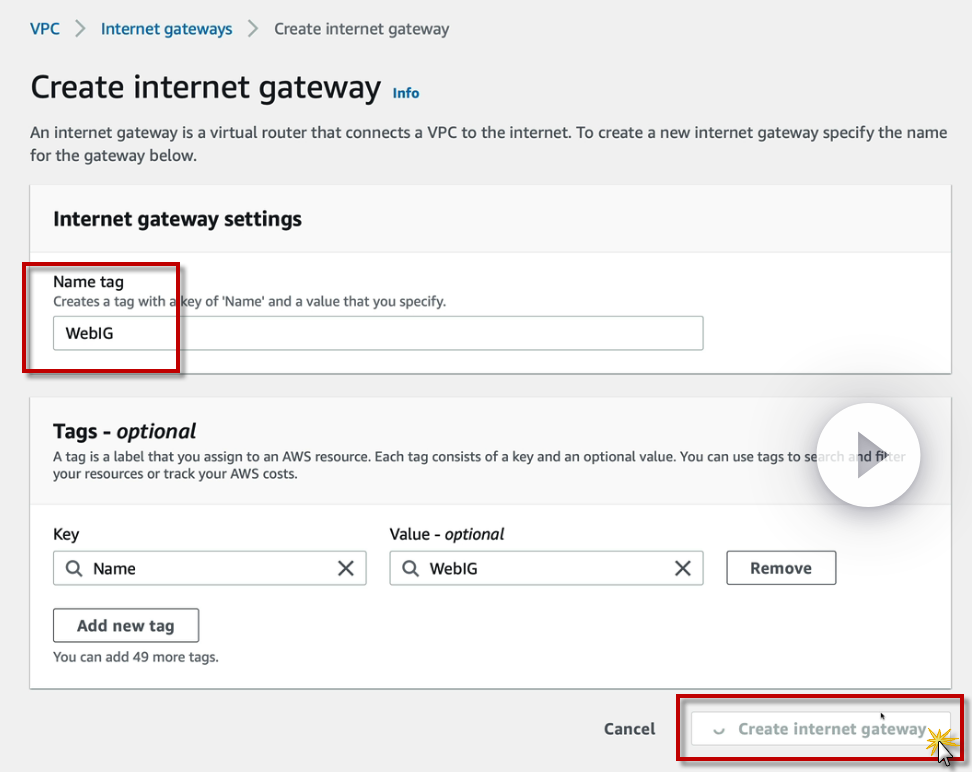 VPC > Internet gateways > Create internet gateway
Create internet gateway Info
An internet gateway is a virtual router that connects a VPC to the internet. To create a new internet gateway specify the name
for the gateway below.
Internet gateway settings
Name tag
Creates a tag with a key of 'Name' and a value that you specify.
WebIG
Tags - optional
A tag is a label that you assign to an AWS resource. Each tag consists of a key and an optional value. You can use tags to search and filter
your resources or track your AWS costs.
Key Value - optional
Name WebIG Remove
Add new tag
You can add 49 more tags.
Cancel Create internet gateway